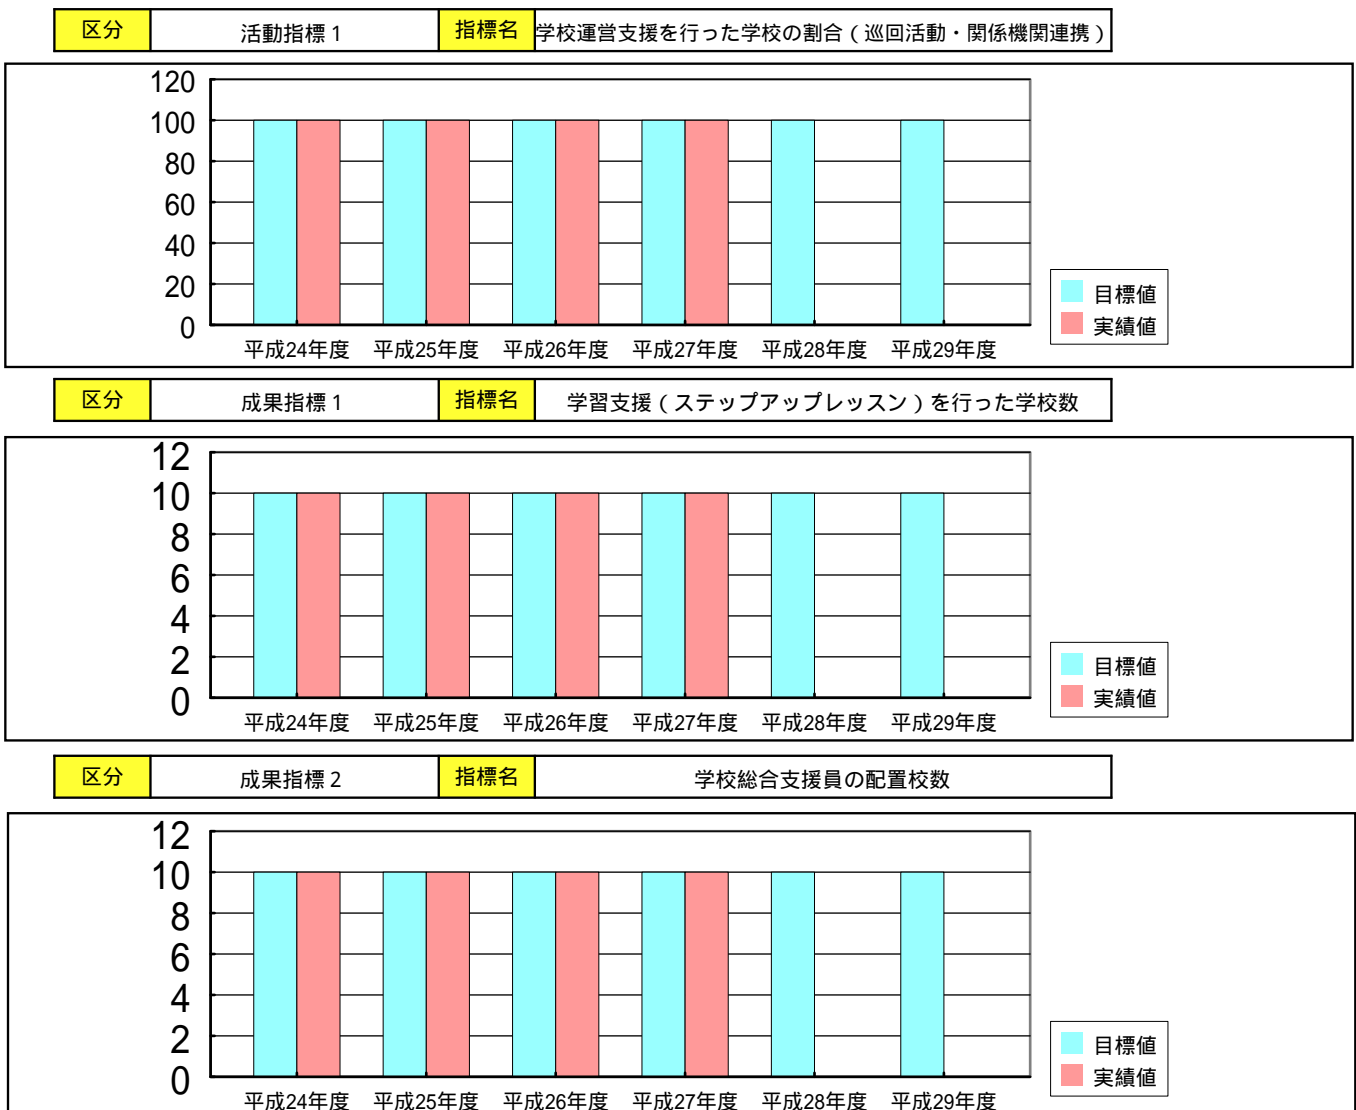 区分 活動指標1 指標名 学校運営支援を行った学校の割合(巡回活動・関係機関連携)
120
100
80
60
40
20
0
平成24年度 平成25年度 平成26年度 平成27年度 平成28年度 平成29年度
目標値
実績値
区分 成果指標1 指標名 学習支援(ステップアップレッスン)を行った学校数
12
10
8
6
4
2
0
平成24年度 平成25年度 平成26年度 平成27年度 平成28年度 平成29年度
目標値
実績値
区分 成果指標2 指標名 学校総合支援員の配置校数
12
10
8
6
4
2
0
平成24年度 平成25年度 平成26年度 平成27年度 平成28年度 平成29年度
目標値
実績値